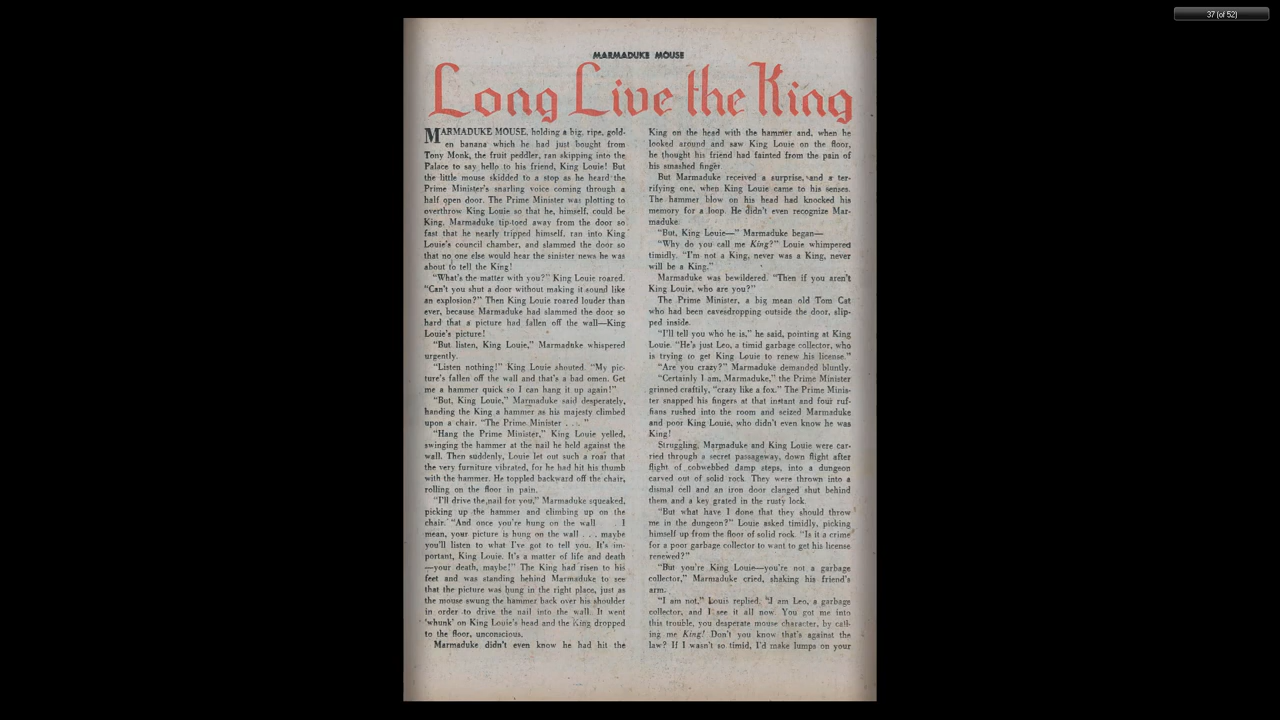 37 (of 52)
MARMADUKE MOUSE
Long Live the King
MARMADUKE MOUSE, holding a big, ripe, gold-
en banana which he had just bought from
Tony Monk, the fruit peddler, ran skipping into the
Palace to say hello to his friend, King Louie! But
the little mouse skidded to a stop as he heard the
Prime Minister's snarling voice coming through a
half open door. The Prime Minister was plotting to
overthrow King Louie so that he, himself, could be
King. Marmaduke tip-toed away from the door so
fast that he nearly tripped himself, ran into King
Louie's council chamber, and slammed the door so
that no one else would hear the sinister news he was
about to tell the King!
"What's the matter with you?" King Louie roared.
"Can't you shut a door without making it sound like
an explosion?" Then King Louie roared louder than
ever, because Marmaduke had slammed the door so
hard that a picture had fallen off the wall—King
Louie's picture!
"But listen, King Louie," Marmaduke whispered
urgently.
"Listen nothing!" King Louie shouted. "My pic-
ture's fallen off the wall and that's a bad omen. Get
me a hammer quick so I can hang it up again!"
"But, King Louie," Marmaduke said desperately,
handing the King a hammer as his majesty climbed
upon a chair. "The Prime Minister . . . "
"Hang the Prime Minister," King Louie yelled,
swinging the hammer at the nail he held against the
wall. Then suddenly, Louie let out such a roar that
the very furniture vibrated, for he had hit his thumb
with the hammer. He toppled backward off the chair,
rolling on the floor in pain.
"I'll drive the nail for you," Marmaduke squeaked,
picking up the hammer and climbing up on the
chair. "And once you're hung on the wall . . . I
mean, your picture is hung on the wall . . . maybe
you'll listen to what I've got to tell you. It's im-
portant, King Louie. It's a matter of life and death
—your death, maybe!" The King had risen to his
feet and was standing behind Marmaduke to see
that the picture was hung in the right place, just as
the mouse swung the hammer back over his shoulder
in order to drive the nail into the wall. It went
'whunk' on King Louie's head and the King dropped
to the floor, unconscious.
Marmaduke didn't even know he had hit the
King on the head with the hammer and, when he
looked around and saw King Louie on the floor,
he thought his friend had fainted from the pain of
his smashed finger.
But Marmaduke received a surprise, and a ter-
rifying one, when King Louie came to his senses.
The hammer blow on his head had knocked his
memory for a loop. He didn't even recognize Mar-
maduke.
"But, King Louie—" Marmaduke began—
"Why do you call me King?" Louie whimpered
timidly. "I'm not a King, never was a King, never
will be a King."
Marmaduke was bewildered. "Then if you aren't
King Louie, who are you?"
The Prime Minister, a big mean old Tom Cat
who had been eavesdropping outside the door, slip-
ped inside.
"I'll tell you who he is," he said, pointing at King
Louie. "He's just Leo, a timid garbage collector, who
is trying to get King Louie to renew his license."
"Are you crazy?" Marmaduke demanded bluntly.
"Certainly I am, Marmaduke," the Prime Minister
grinned craftily, "crazy like a fox." The Prime Minis-
ter snapped his fingers at that instant and four ruf-
fians rushed into the room and seized Marmaduke
and poor King Louie, who didn't even know he was
King!
Struggling, Marmaduke and King Louie were car-
ried through a secret passageway, down flight after
flight of cobwebbed damp steps, into a dungeon
carved out of solid rock. They were thrown into a
dismal cell and an iron door clanged shut behind
them and a key grated in the rusty lock.
"But what have I done that they should throw
me in the dungeon?" Louie asked timidly, picking
himself up from the floor of solid rock. "Is it a crime
for a poor garbage collector to want to get his license
renewed?"
"But you're King Louie—you're not a garbage
collector," Marmaduke cried, shaking his friend's
arm.
"I am not," Louis replied. "I am Leo, a garbage
collector, and I see it all now. You got me into
this trouble, you desperate mouse character, by call-
ing me King! Don't you know that's against the
law? If I wasn't so timid, I'd make lumps on your